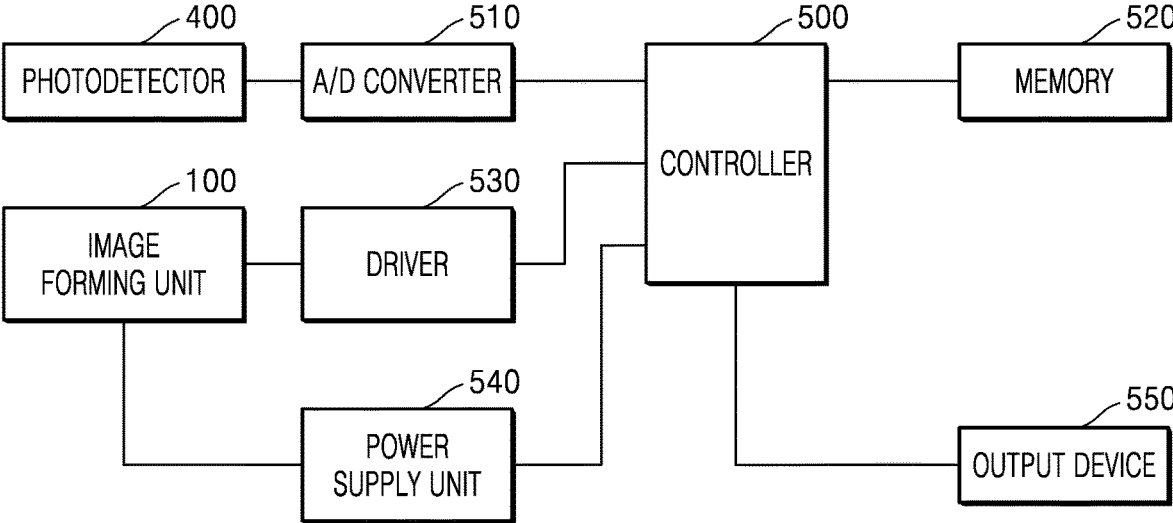 400
510
500
520
PHOTODETECTOR
A/D CONVERTER
CONTROLLER
MEMORY
100
530
IMAGE
FORMING UNIT
DRIVER
540
550
POWER
SUPPLY UNIT
OUTPUT DEVICE